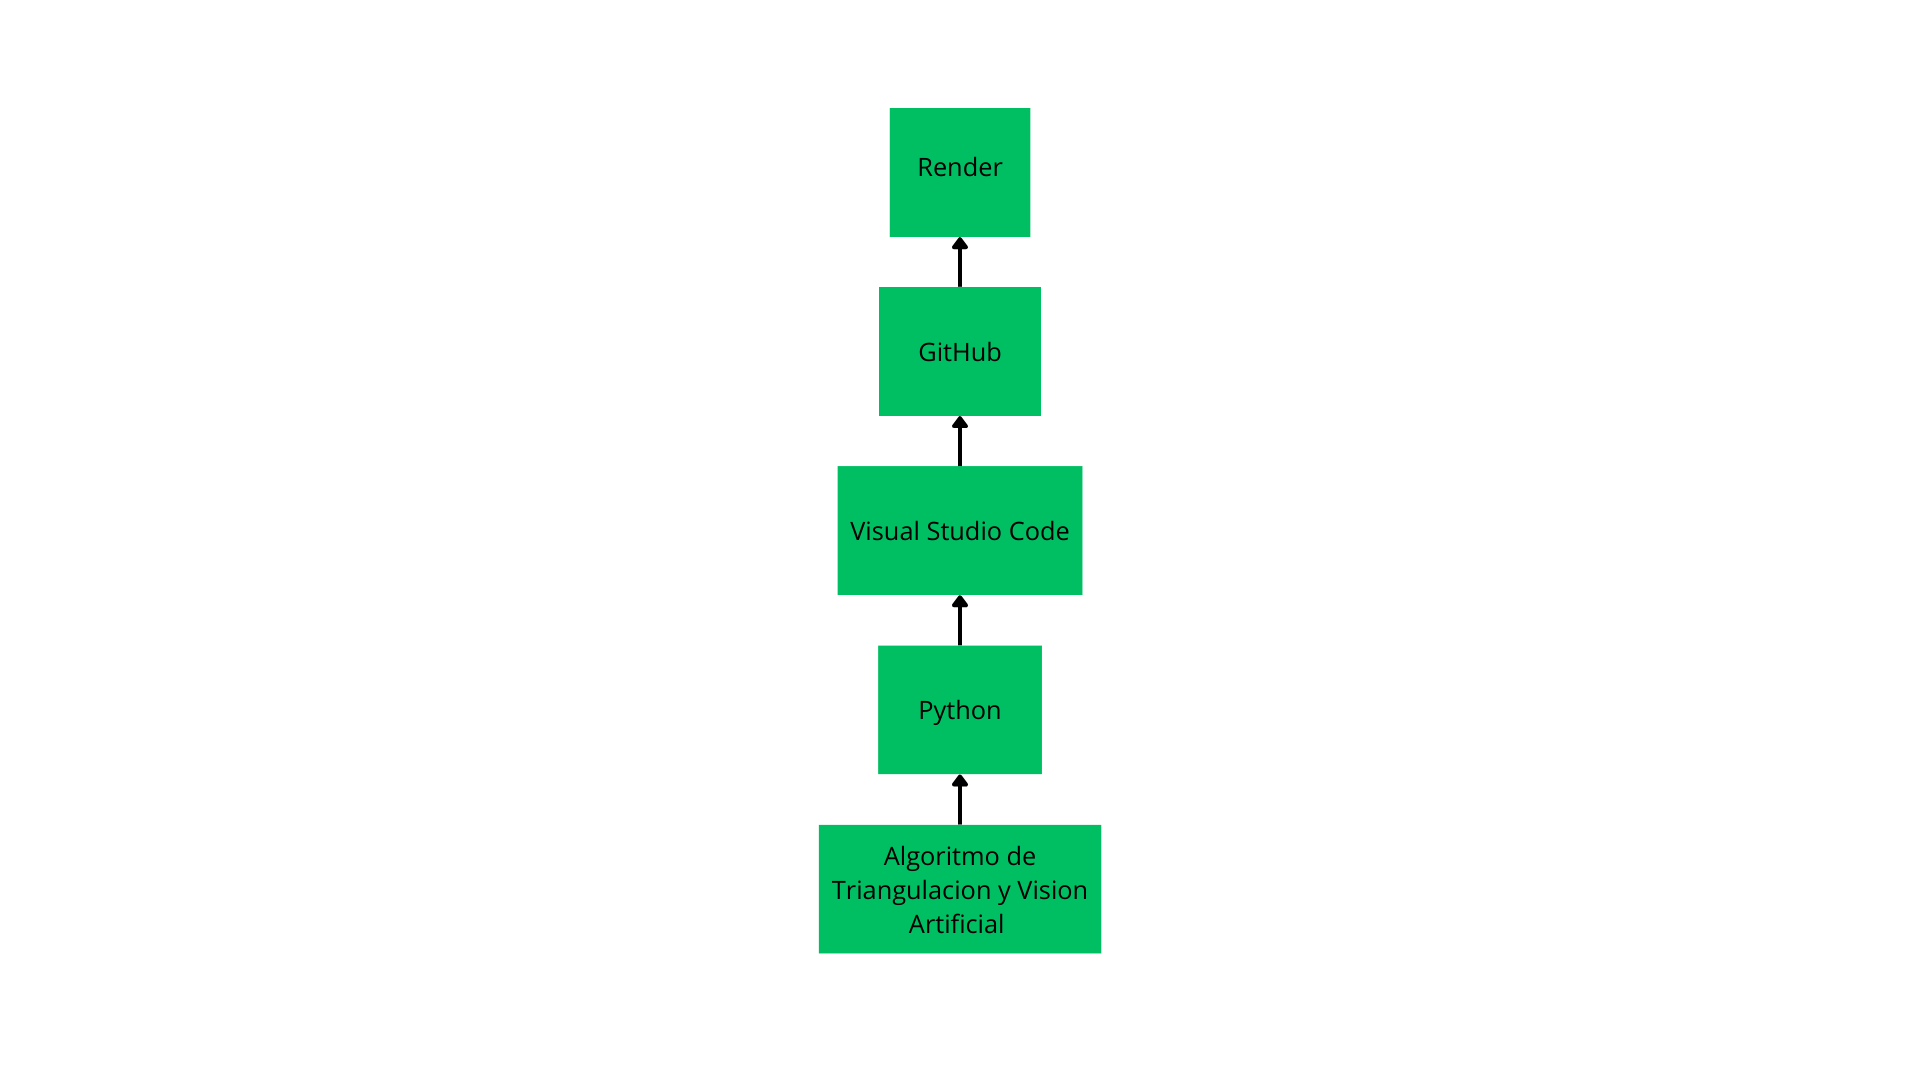 Render
GitHub
Visual Studio Code
Python
Algoritmo de
Triangulacion y Vision
Artificial